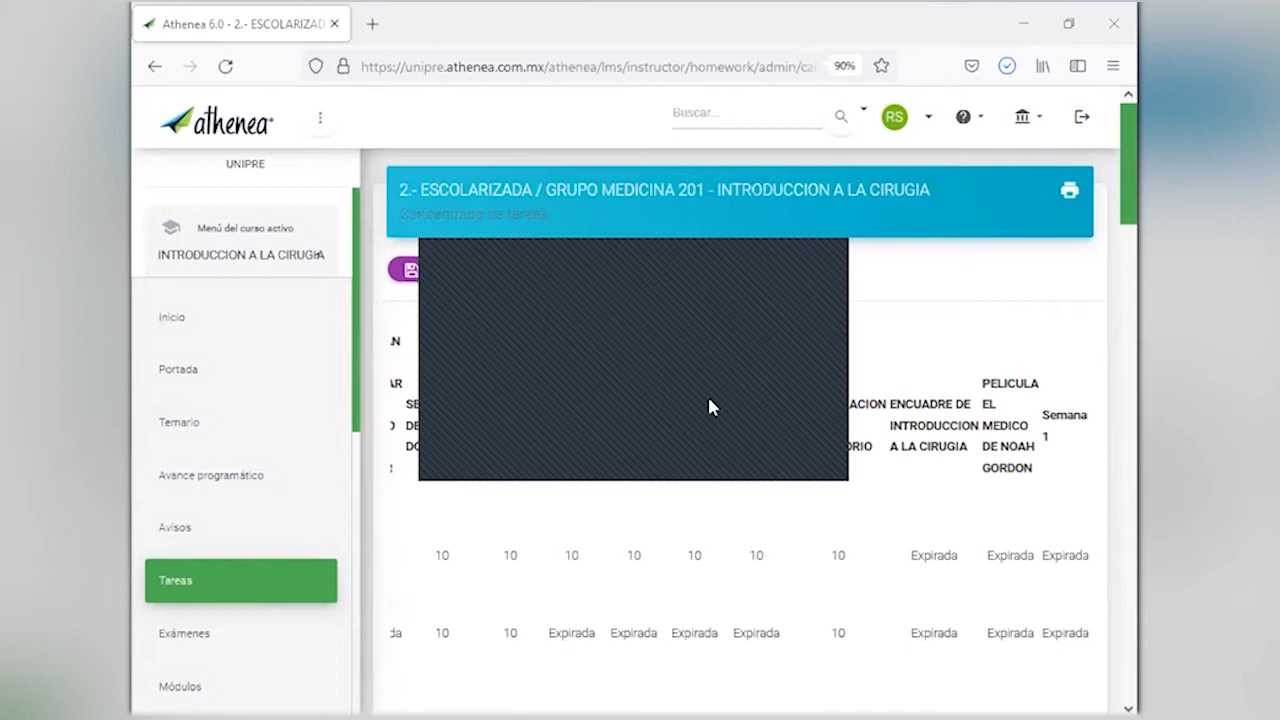 Athenea 6.0 - 2.- ESCOLARIZAD
https://unipre.athenea.com.mx/athenea/lms/instructor/homework/admin/ca
90%
athenea
Buscar...
RS
UNIPRE
Menú del curso activo
INTRODUCCION A LA CIRUGIA
Inicio
Portada
Temario
Avance programático
Avisos
Tareas
Exámenes
Módulos
2.- ESCOLARIZADA / GRUPO MEDICINA 201 - INTRODUCCION A LA CIRUGIA
Concentrado de tareas
ENCUADRE DE
INTRODUCCION
A LA CIRUGIA
PELICULA
EL
MEDICO
DE NOAH
GORDON
Semana
1
10 10 10 10 10 10 10 Expirada Expirada Expirada
10 10 Expirada Expirada Expirada Expirada 10 Expirada Expirada Expirada